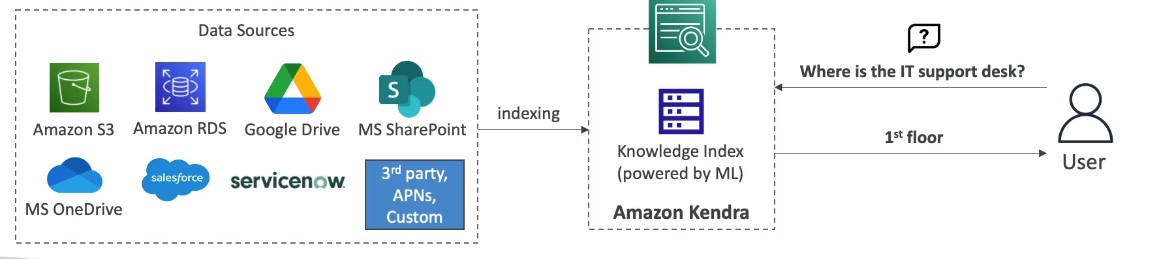 Data Sources
Amazon S3
Amazon RDS
Google Drive
MS SharePoint
S
MS OneDrive
salesforce
servicenow.
3rd party,
APNs,
Custom
indexing
Knowledge Index
(powered by ML)
Amazon Kendra
?
Where is the IT support desk?
1st floor
User